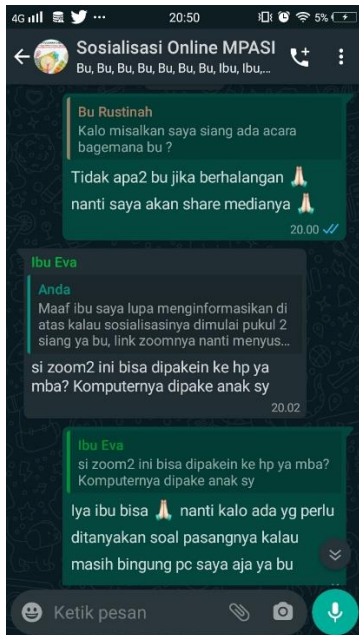 4G 20:50 5%
Sosialisasi Online MPASI
Bu, Bu, Bu, Bu, Bu, Bu, Bu, Ibu, Ibu,...
Bu Rustinah
Kalo misalkan saya siang ada acara
bagemana bu ?
Tidak apa2 bu jika berhalangan
nanti saya akan share medianya
20.00
Ibu Eva
Anda
Maaf ibu saya lupa menginformasikan di
atas kalau sosialisasinya dimulai pukul 2
siang ya bu, link zoomnya nanti menyus...
si zoom2 ini bisa dipakein ke hp ya
mba? Komputernya dipake anak sy
20.02
Ibu Eva
si zoom2 ini bisa dipakein ke hp ya mba?
Komputernya dipake anak sy
Iya ibu bisa nanti kalo ada yg perlu
ditanyakan soal pasangnya kalau
masih bingung pc saya aja ya bu
Ketik pesan